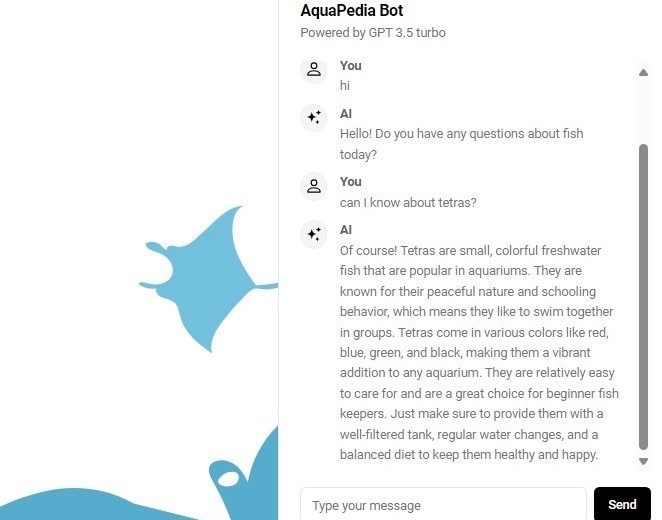 AquaPedia Bot
Powered by GPT 3.5 turbo
You
hi
AI
Hello! Do you have any questions about fish
today?
You
can I know about tetras?
AI
Of course! Tetras are small, colorful freshwater
fish that are popular in aquariums. They are
known for their peaceful nature and schooling
behavior, which means they like to swim together
in groups. Tetras come in various colors like red,
blue, green, and black, making them a vibrant
addition to any aquarium. They are relatively easy
to care for and are a great choice for beginner fish
keepers. Just make sure to provide them with a
well-filtered tank, regular water changes, and a
balanced diet to keep them healthy and happy.
Type your message
Send